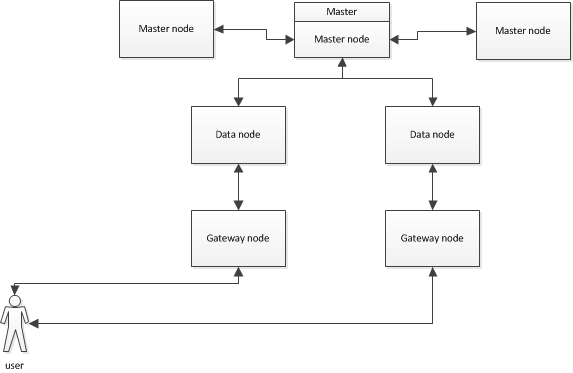 Master
Master node
Master node
Master node
Data node
Data node
Gateway node
Gateway node
user